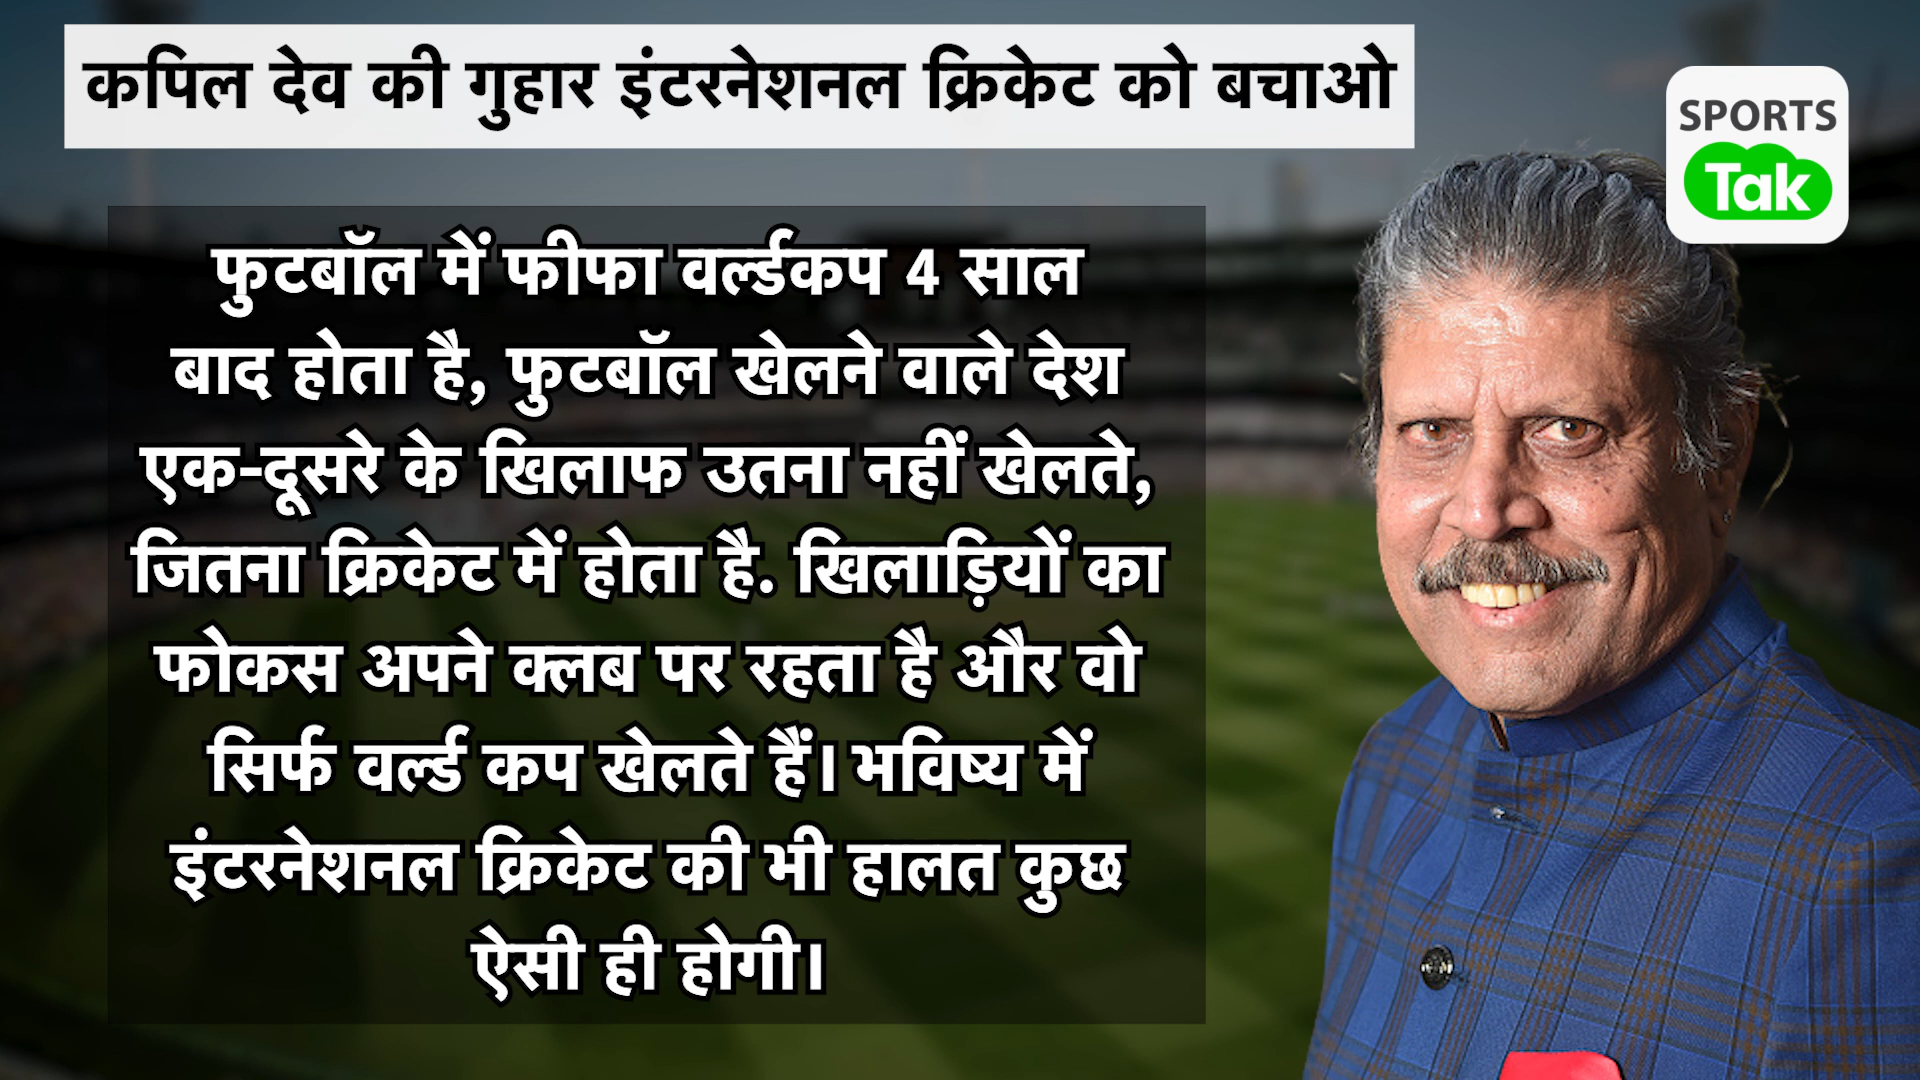 कपिल देव की गुहार इंटरनेशनल क्रिकेट को बचाओ
SPORTS
Tak
फुटबॉल में फीफा वर्ल्डकप 4 साल
बाद होता है, फुटबॉल खेलने वाले देश
एक-दूसरे के खिलाफ उतना नहीं खेलते,
जितना क्रिकेट में होता है. खिलाड़ियों का
फोकस अपने क्लब पर रहता है और वो
सिर्फ वर्ल्ड कप खेलते हैं। भविष्य में
इंटरनेशनल क्रिकेट की भी हालत कुछ
ऐसी ही होगी।